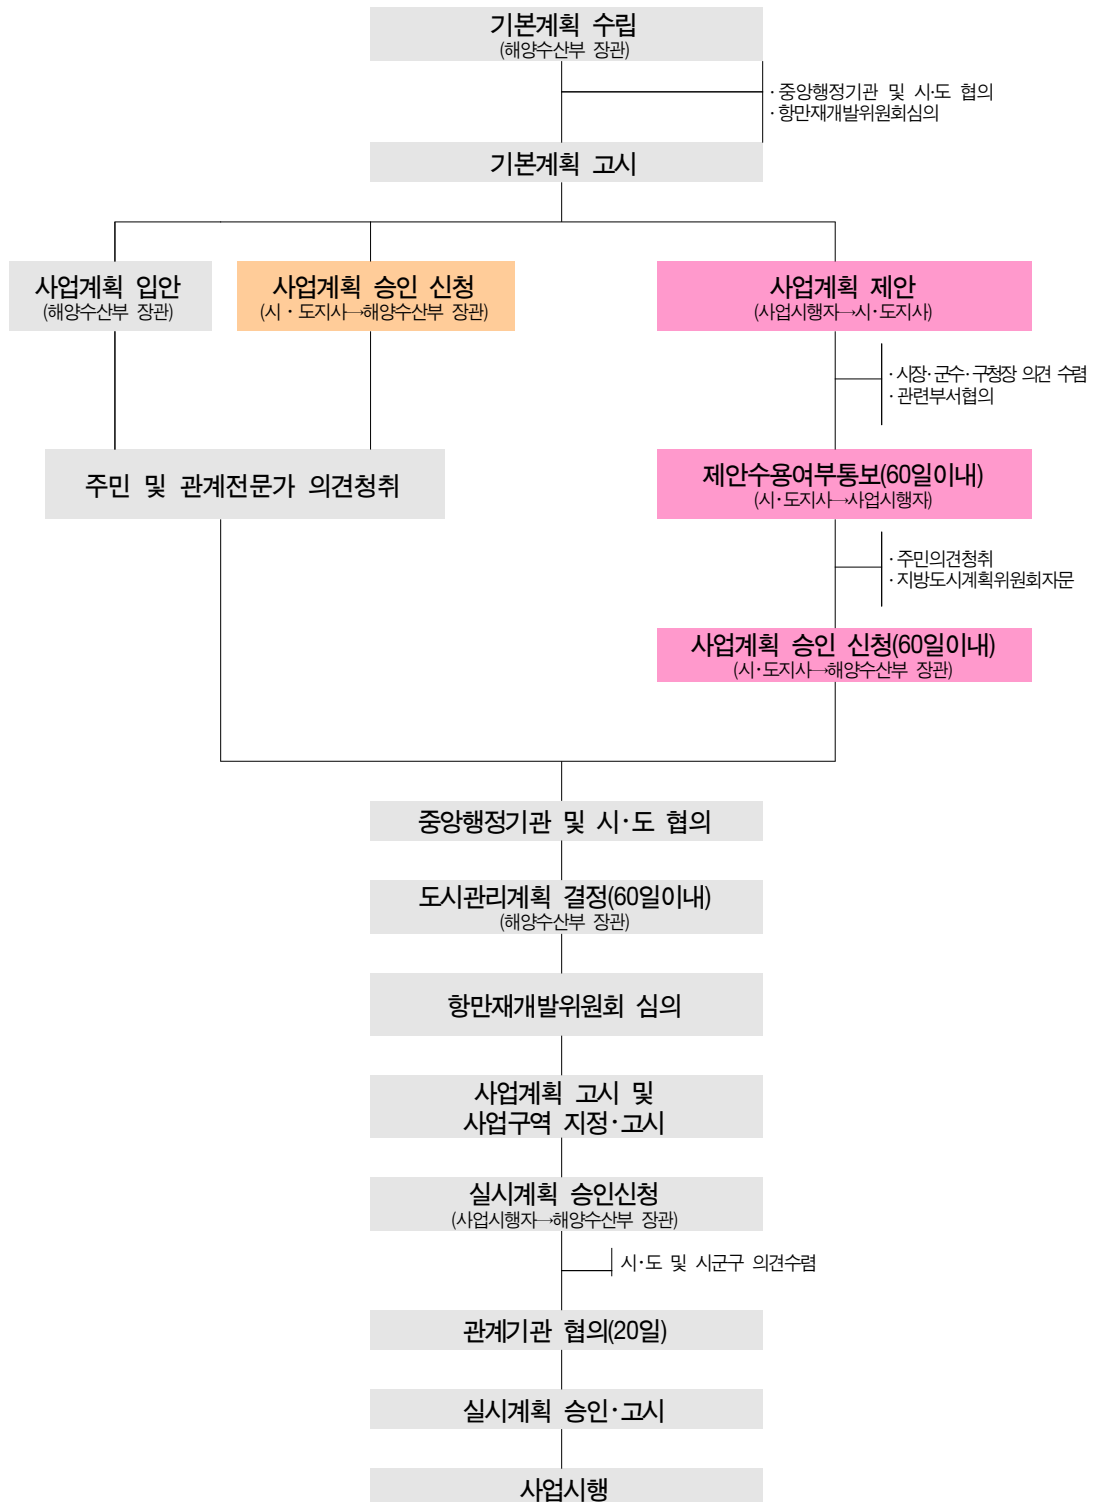 기본계획 수립
(해양수산부 장관)
· 중앙행정기관 및 시·도 협의
· 항만재개발위원회심의
기본계획 고시
사업계획 입안
(해양수산부 장관)
사업계획 승인 신청
(시 · 도지사→해양수산부 장관)
사업계획 제안
(사업시행자→시·도지사)
· 시장·군수·구청장 의견 수렴
· 관련부서협의
주민 및 관계전문가 의견청취
제안수용여부통보(60일이내)
(시·도지사→사업시행자)
· 주민의견청취
· 지방도시계획위원회자문
사업계획 승인 신청(60일이내)
(시·도지사→해양수산부 장관)
중앙행정기관 및 시·도 협의
도시관리계획 결정(60일이내)
(해양수산부 장관)
항만재개발위원회 심의
사업계획 고시 및
사업구역 지정·고시
실시계획 승인신청
(사업시행자→해양수산부 장관)
시·도 및 시군구 의견수렴
관계기관 협의(20일)
실시계획 승인·고시
사업시행